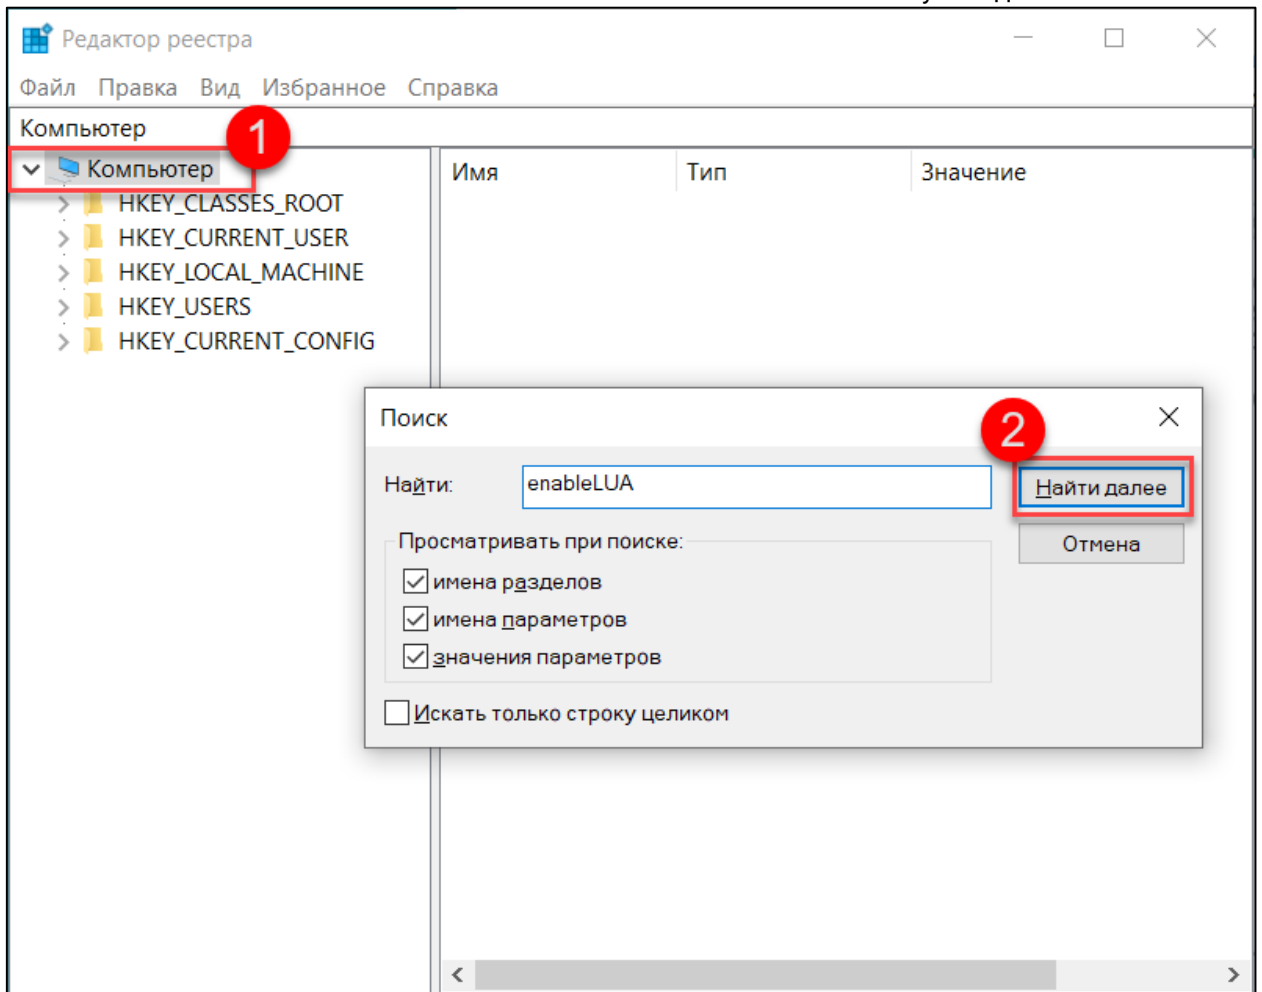 Редактор реестра
Файл Правка Вид Избранное Справка
Компьютер
1
Компьютер
Имя Тип Значение
HKEY_CLASSES_ROOT
HKEY_CURRENT_USER
HKEY_LOCAL_MACHINE
HKEY_USERS
HKEY_CURRENT_CONFIG
Поиск
2
Найти: enableLUA Найти далее
Просматривать при поиске: Отмена
имена разделов
имена параметров
значения параметров
Искать только строку целиком